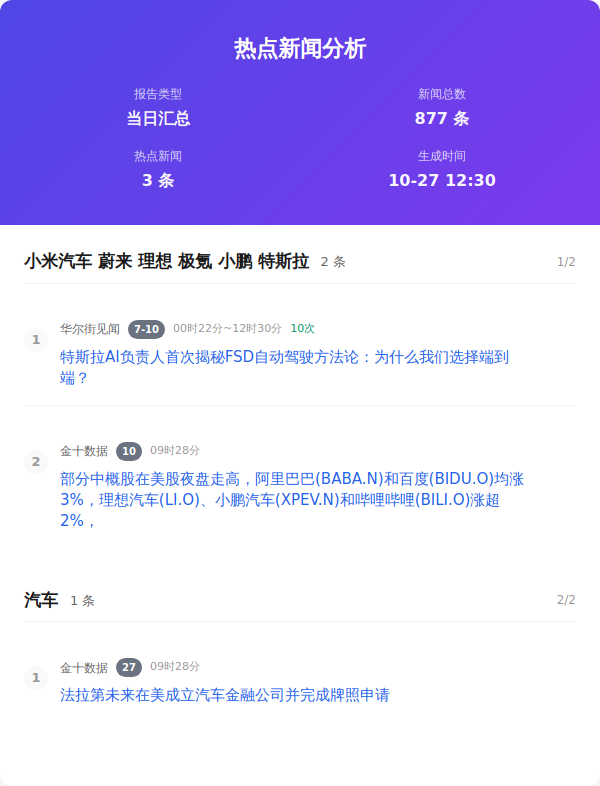 热点新闻分析
报告类型
当日汇总
新闻总数
877 条
热点新闻
3 条
生成时间
10-27 12:30
小米汽车 蔚来 理想 极氪 小鹏 特斯拉 2 条 1/2
1 华尔街见闻 7-10 00时22分~12时30分 10次
特斯拉AI负责人首次揭秘FSD自动驾驶方法论：为什么我们选择端到
端？
2 金十数据 10 09时28分
部分中概股在美股夜盘走高，阿里巴巴(BABA.N)和百度(BIDU.O)均涨
3%，理想汽车(LI.O)、小鹏汽车(XPEV.N)和哔哩哔哩(BILI.O)涨超
2%，
汽车 1 条 2/2
1 金十数据 27 09时28分
法拉第未来在美成立汽车金融公司并完成牌照申请